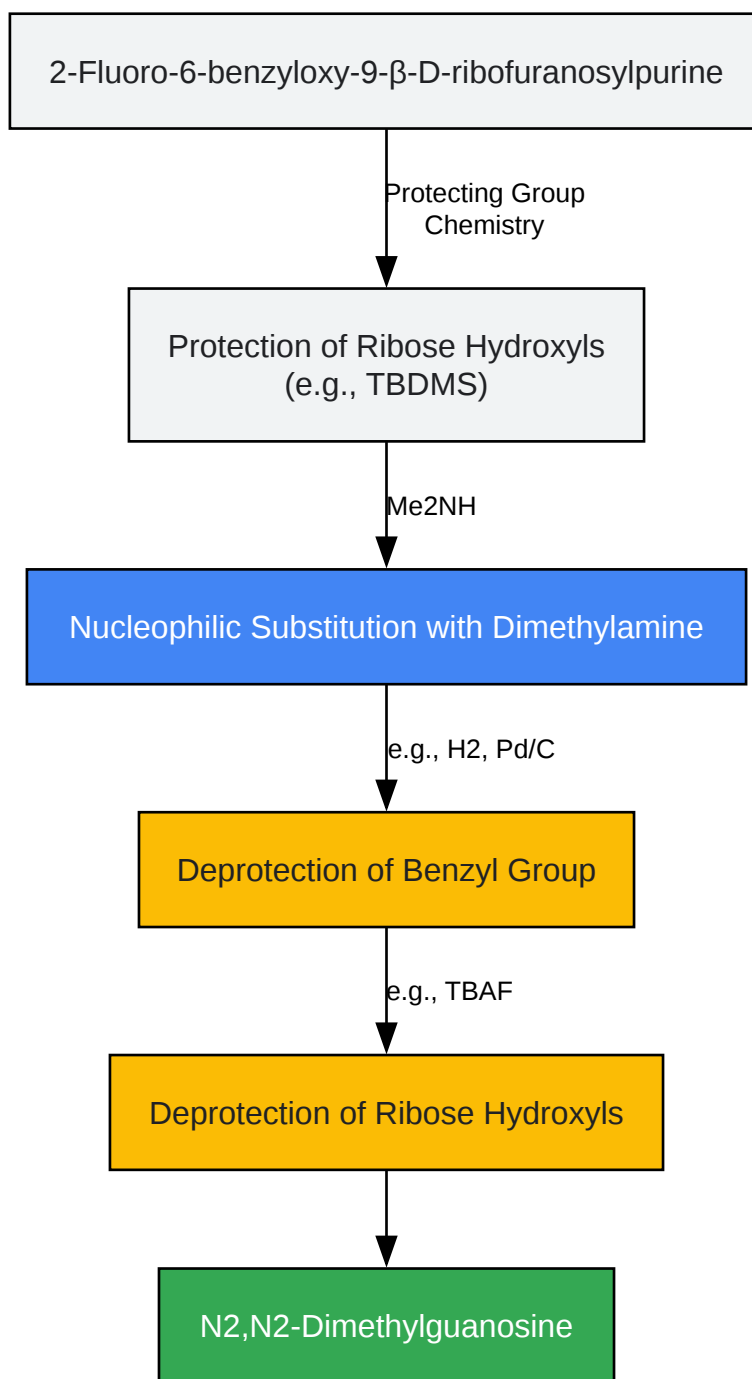 2-Fluoro-6-benzyloxy-9-β-D-ribofuranosylpurine
Protecting Group
Chemistry
Protection of Ribose Hydroxyls
(e.g., TBDMS)
Me2NH
Nucleophilic Substitution with Dimethylamine
e.g., H2, Pd/C
Deprotection of Benzyl Group
e.g., TBAF
Deprotection of Ribose Hydroxyls
N2,N2-Dimethylguanosine